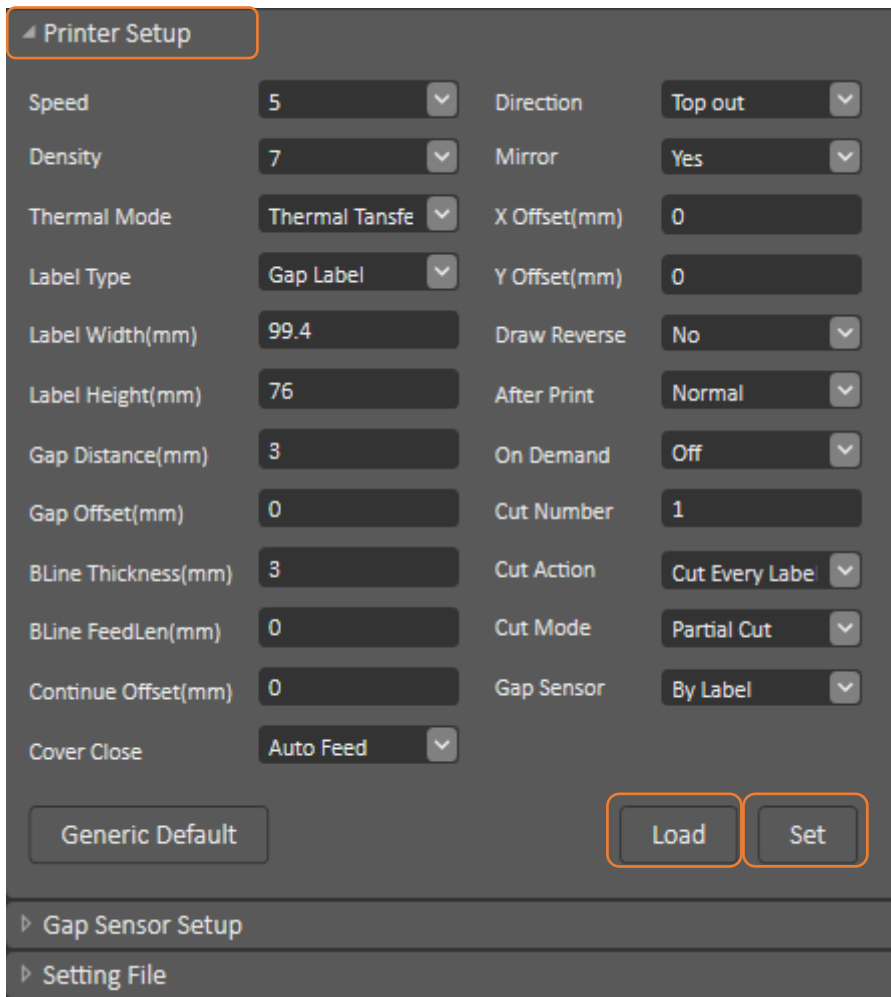 Printer Setup
Speed 5 Direction Top out
Density 7 Mirror Yes
Thermal Mode Thermal Tansfe X Offset(mm) 0
Label Type Gap Label Y Offset(mm) 0
Label Width(mm) 99.4 Draw Reverse No
Label Height(mm) 76 After Print Normal
Gap Distance(mm) 3 On Demand Off
Gap Offset(mm) 0 Cut Number 1
BLine Thickness(mm) 3 Cut Action Cut Every Label
BLine FeedLen(mm) 0 Cut Mode Partial Cut
Continue Offset(mm) 0 Gap Sensor By Label
Cover Close Auto Feed
Generic Default Load Set
Gap Sensor Setup
Setting File